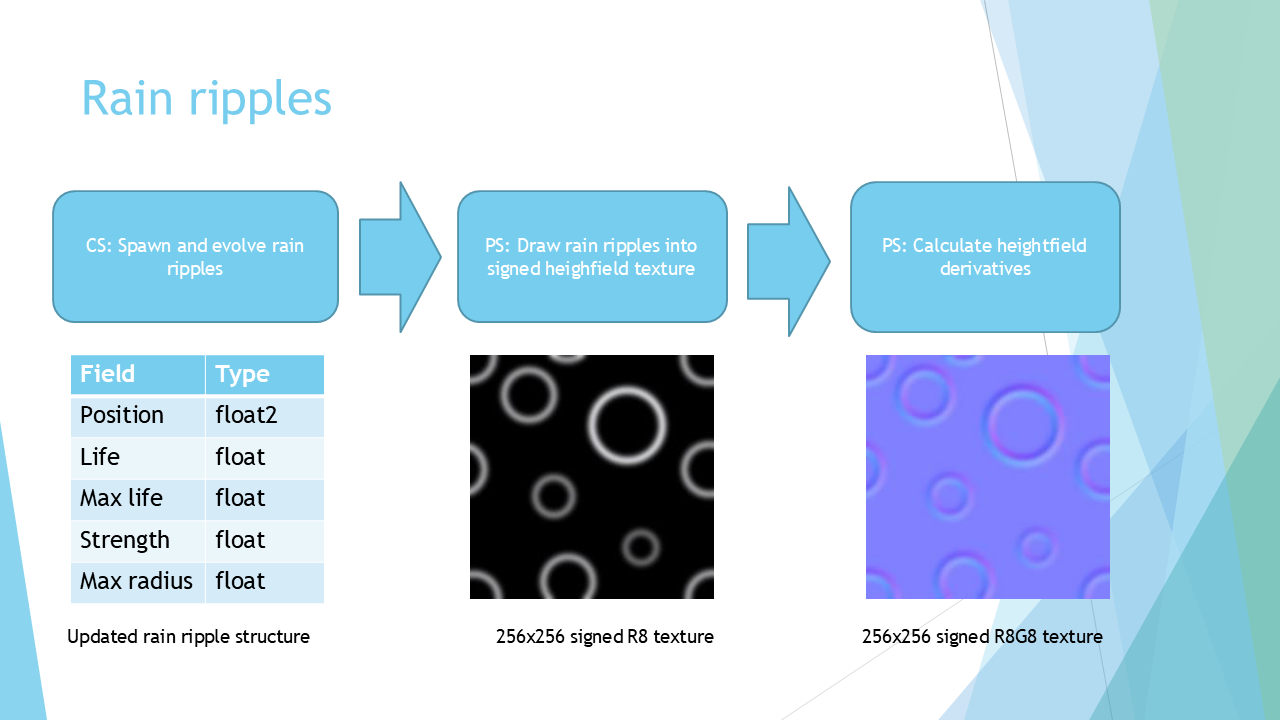 Rain ripples
CS: Spawn and evolve rain
ripples
PS: Draw rain ripples into
signed heighfield texture
PS: Calculate heightfield
derivatives
Field Type
Position float2
Life float
Max life float
Strength float
Max radius float
Updated rain ripple structure
256x256 signed R8 texture
256x256 signed R8G8 texture